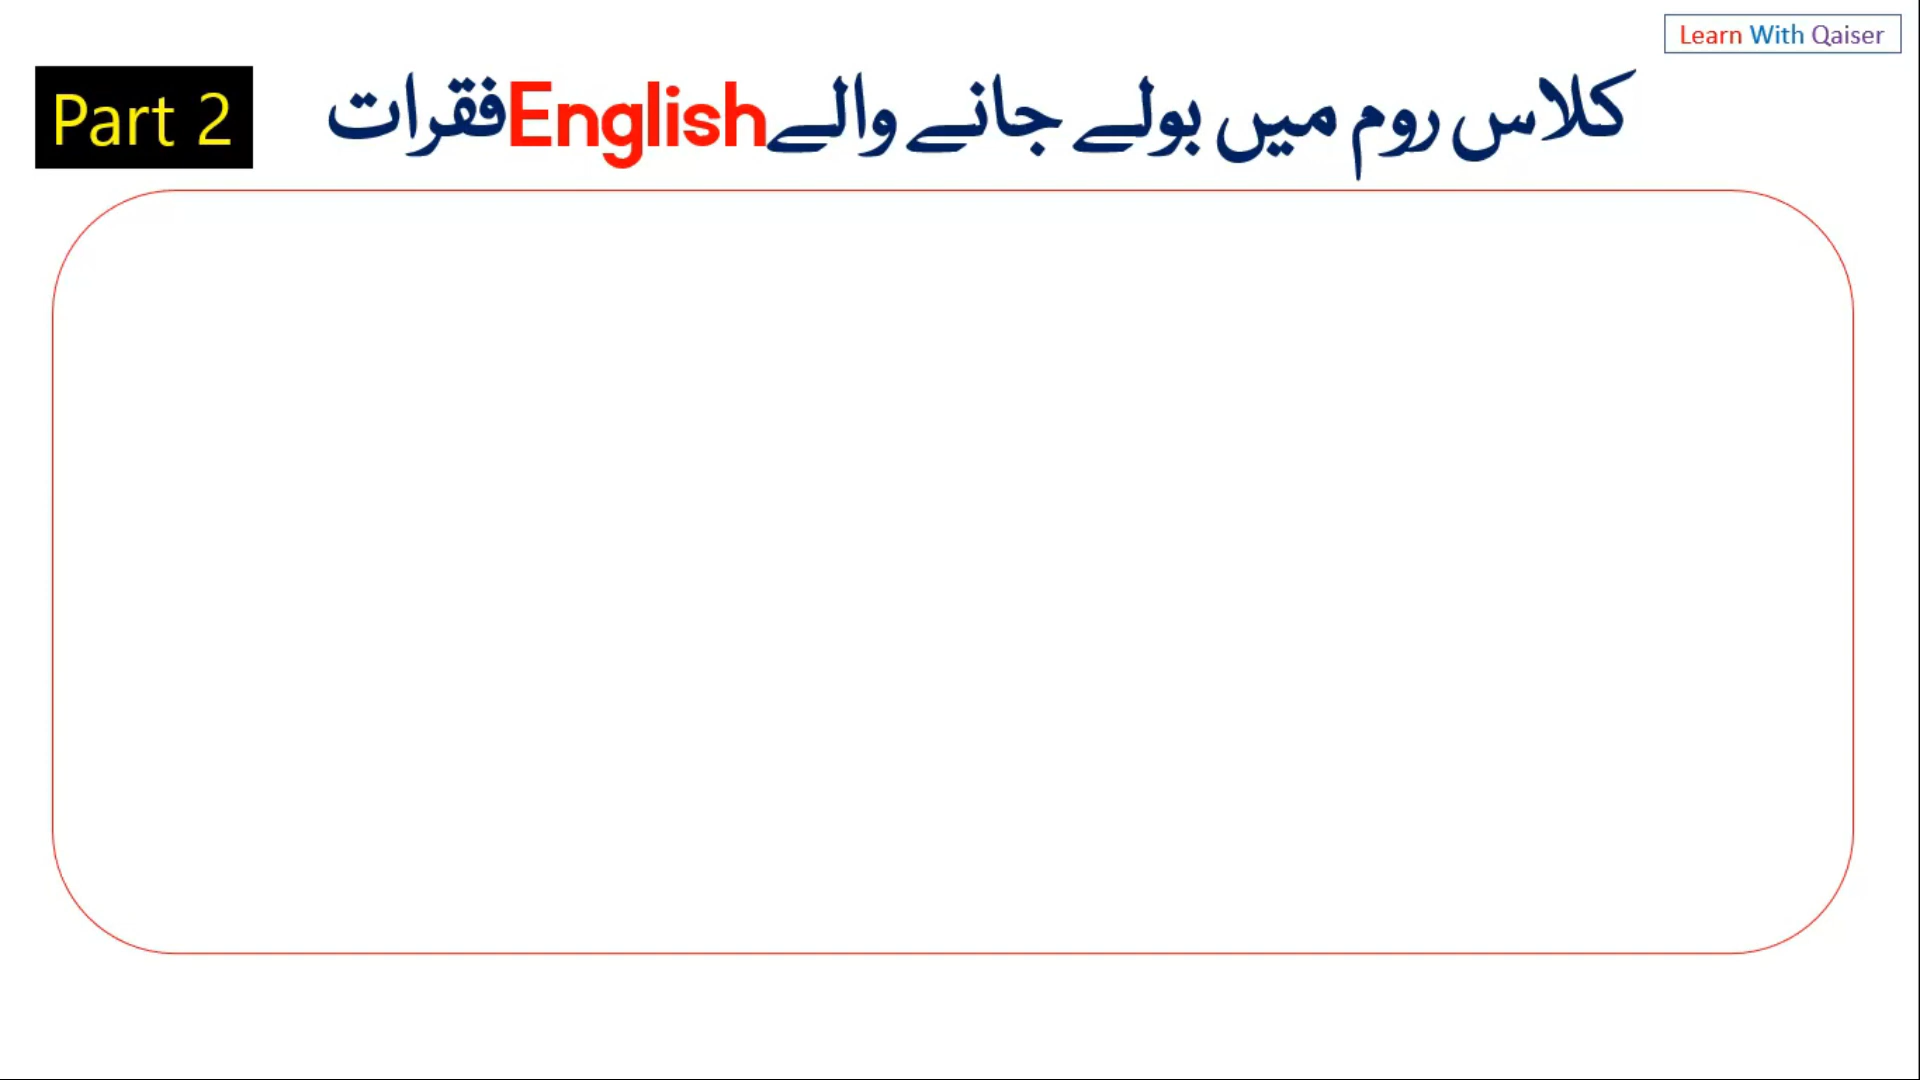 Learn With Qaiser
Part 2
کلاس روم میں بولے جانے والے English فقرات